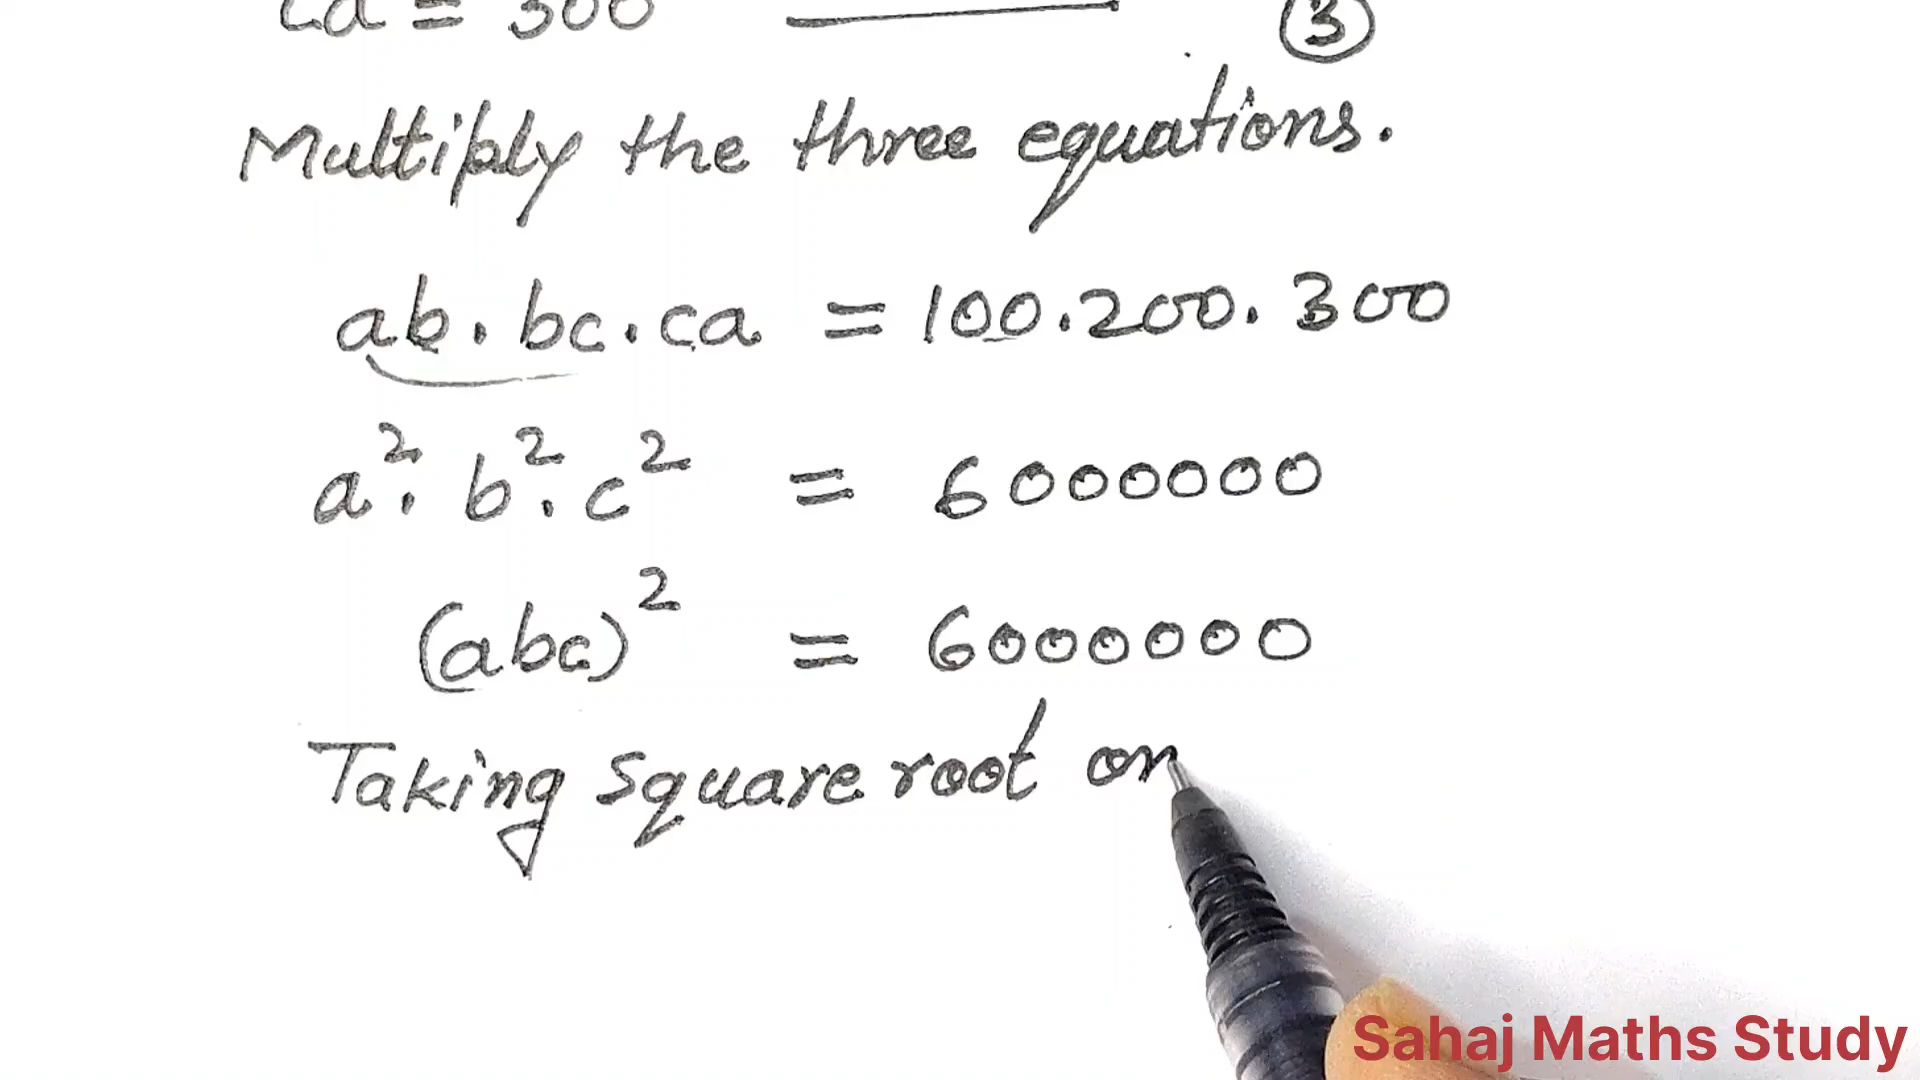 ca = 300 ③
Multiply the three equations.
ab . bc . ca = 100 . 200 . 300
a² . b² . c² = 6000000
(abc)² = 6000000
Taking square root on
Sahaj Maths Study